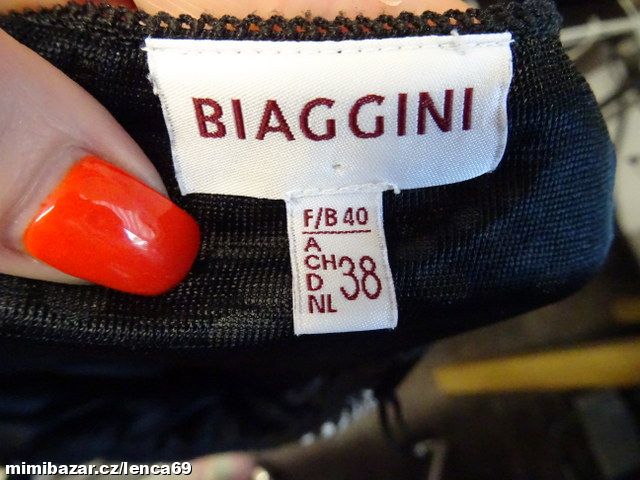 BIAGGINI
F/B 40
A
CH
D
NL
38
mimibazar.cz/lenca69